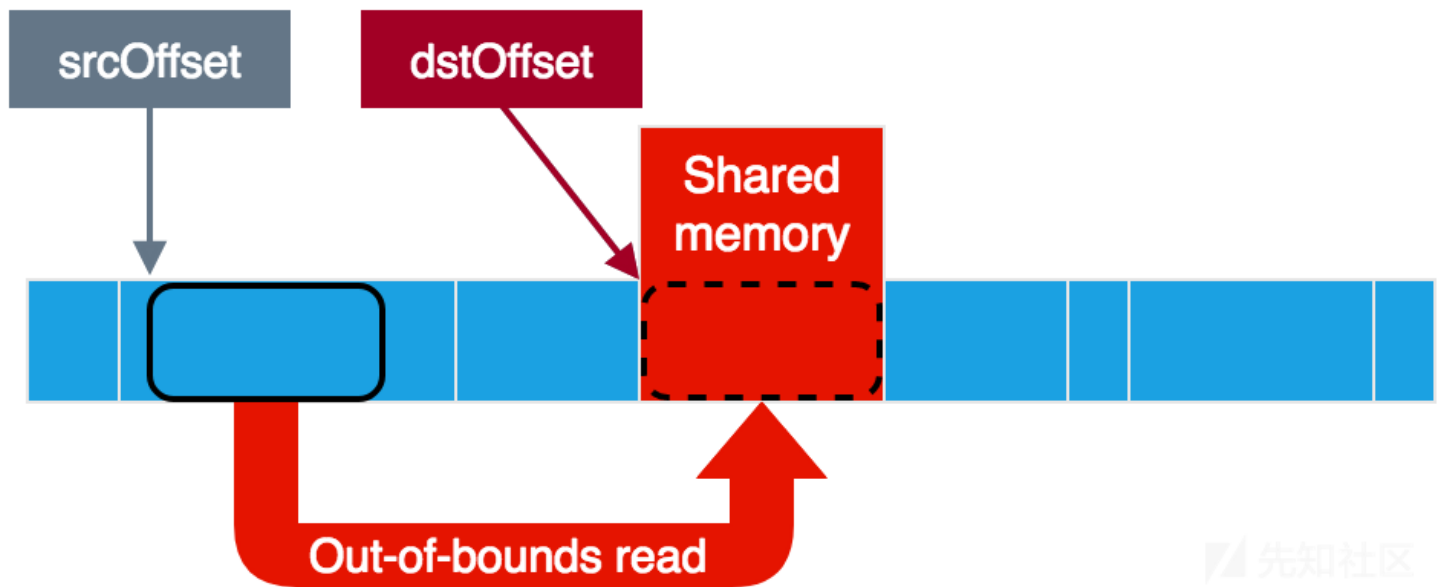 srcOffset
dstOffset
Shared
memory
Out-of-bounds read
先知社区